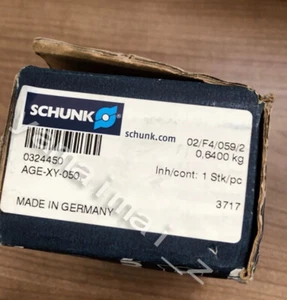 SCHUNK
schunk.com
02/F4/059/2
0,6400 kg
0324450
AGE-XY-050
Inh/cont: 1 Stk/pc
MADE IN GERMANY
3717